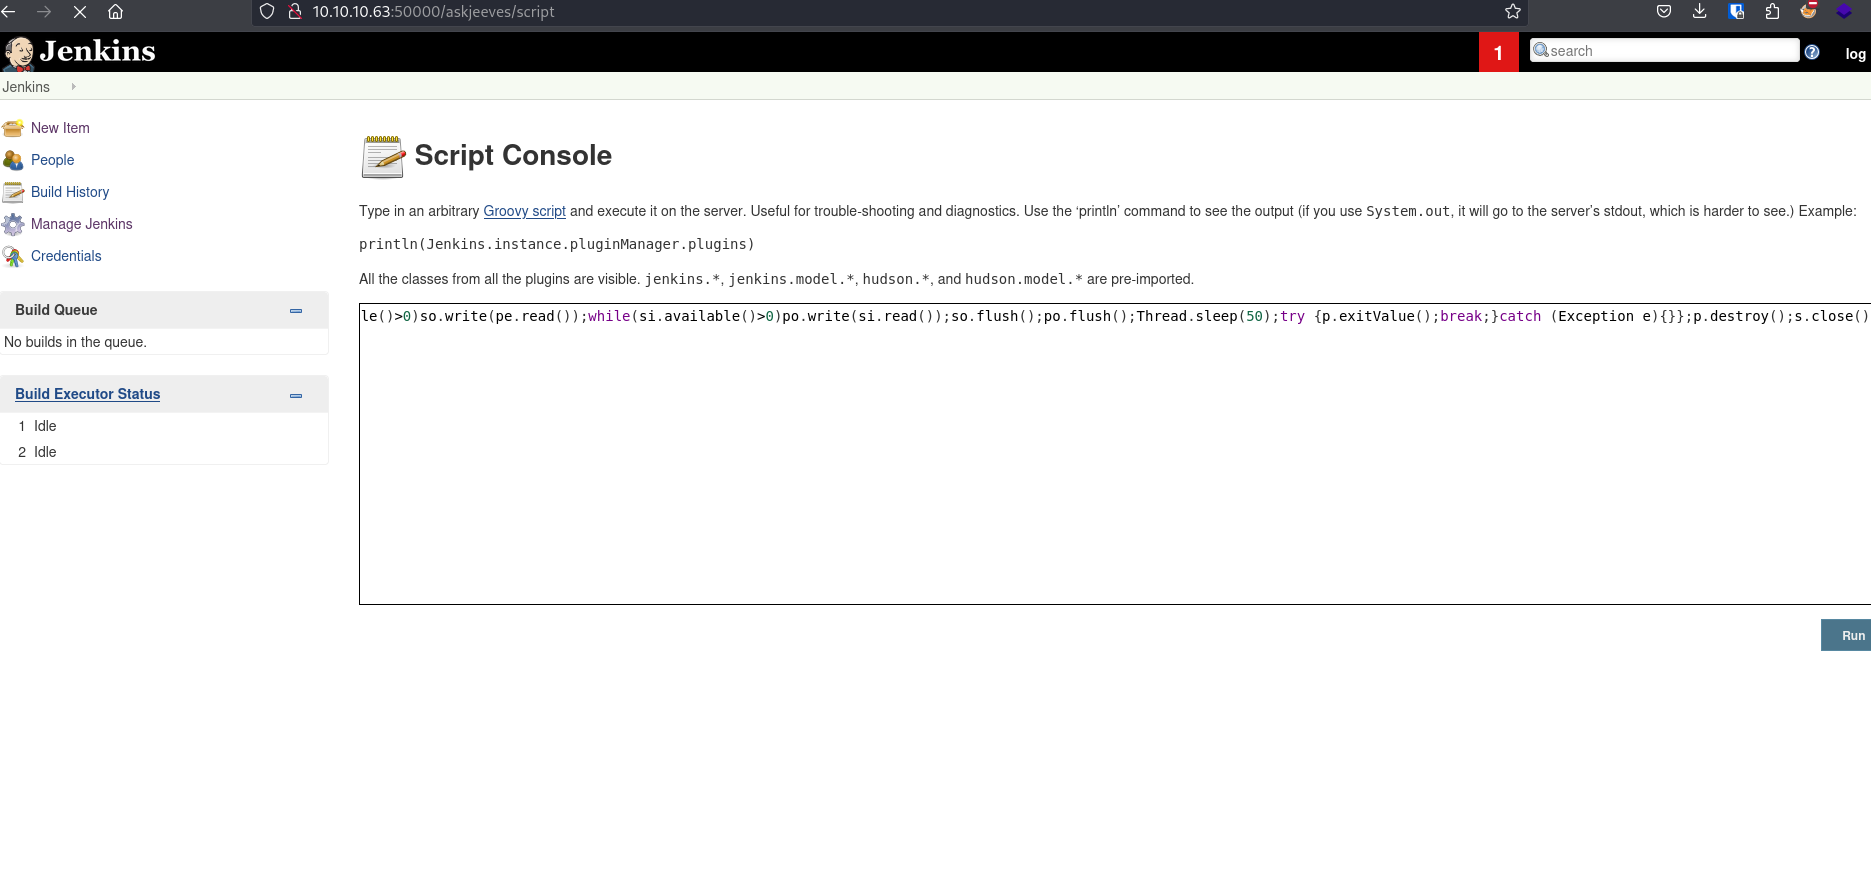 10.10.10.63:50000/askjeeves/script
Jenkins
1
search
?
log
Jenkins
New Item
People
Build History
Manage Jenkins
Credentials
Build Queue
No builds in the queue.
Build Executor Status
1 Idle
2 Idle
Script Console
Type in an arbitrary Groovy script and execute it on the server. Useful for trouble-shooting and diagnostics. Use the ‘println’ command to see the output (if you use System.out, it will go to the server’s stdout, which is harder to see.) Example:
println(Jenkins.instance.pluginManager.plugins)
All the classes from all the plugins are visible. jenkins.*, jenkins.model.*, hudson.*, and hudson.model.* are pre-imported.
le()>0)so.write(pe.read());while(si.available()>0)po.write(si.read());so.flush();po.flush();Thread.sleep(50);try {p.exitValue();break;}catch (Exception e){}};p.destroy();s.close()
Run